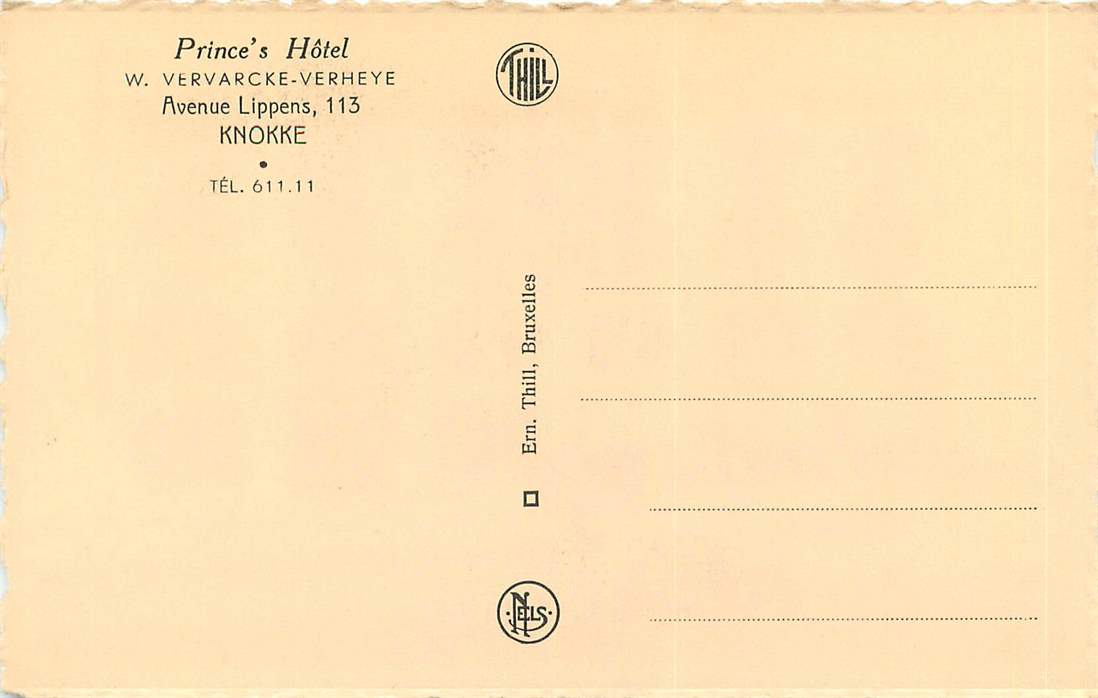 Prince's Hôtel
W. VERVARCKE-VERHEYE
Avenue Lippens, 113
KNOKKE
•
TÉL. 611.11
THILL
Ern. Thill, Bruxelles
NELS